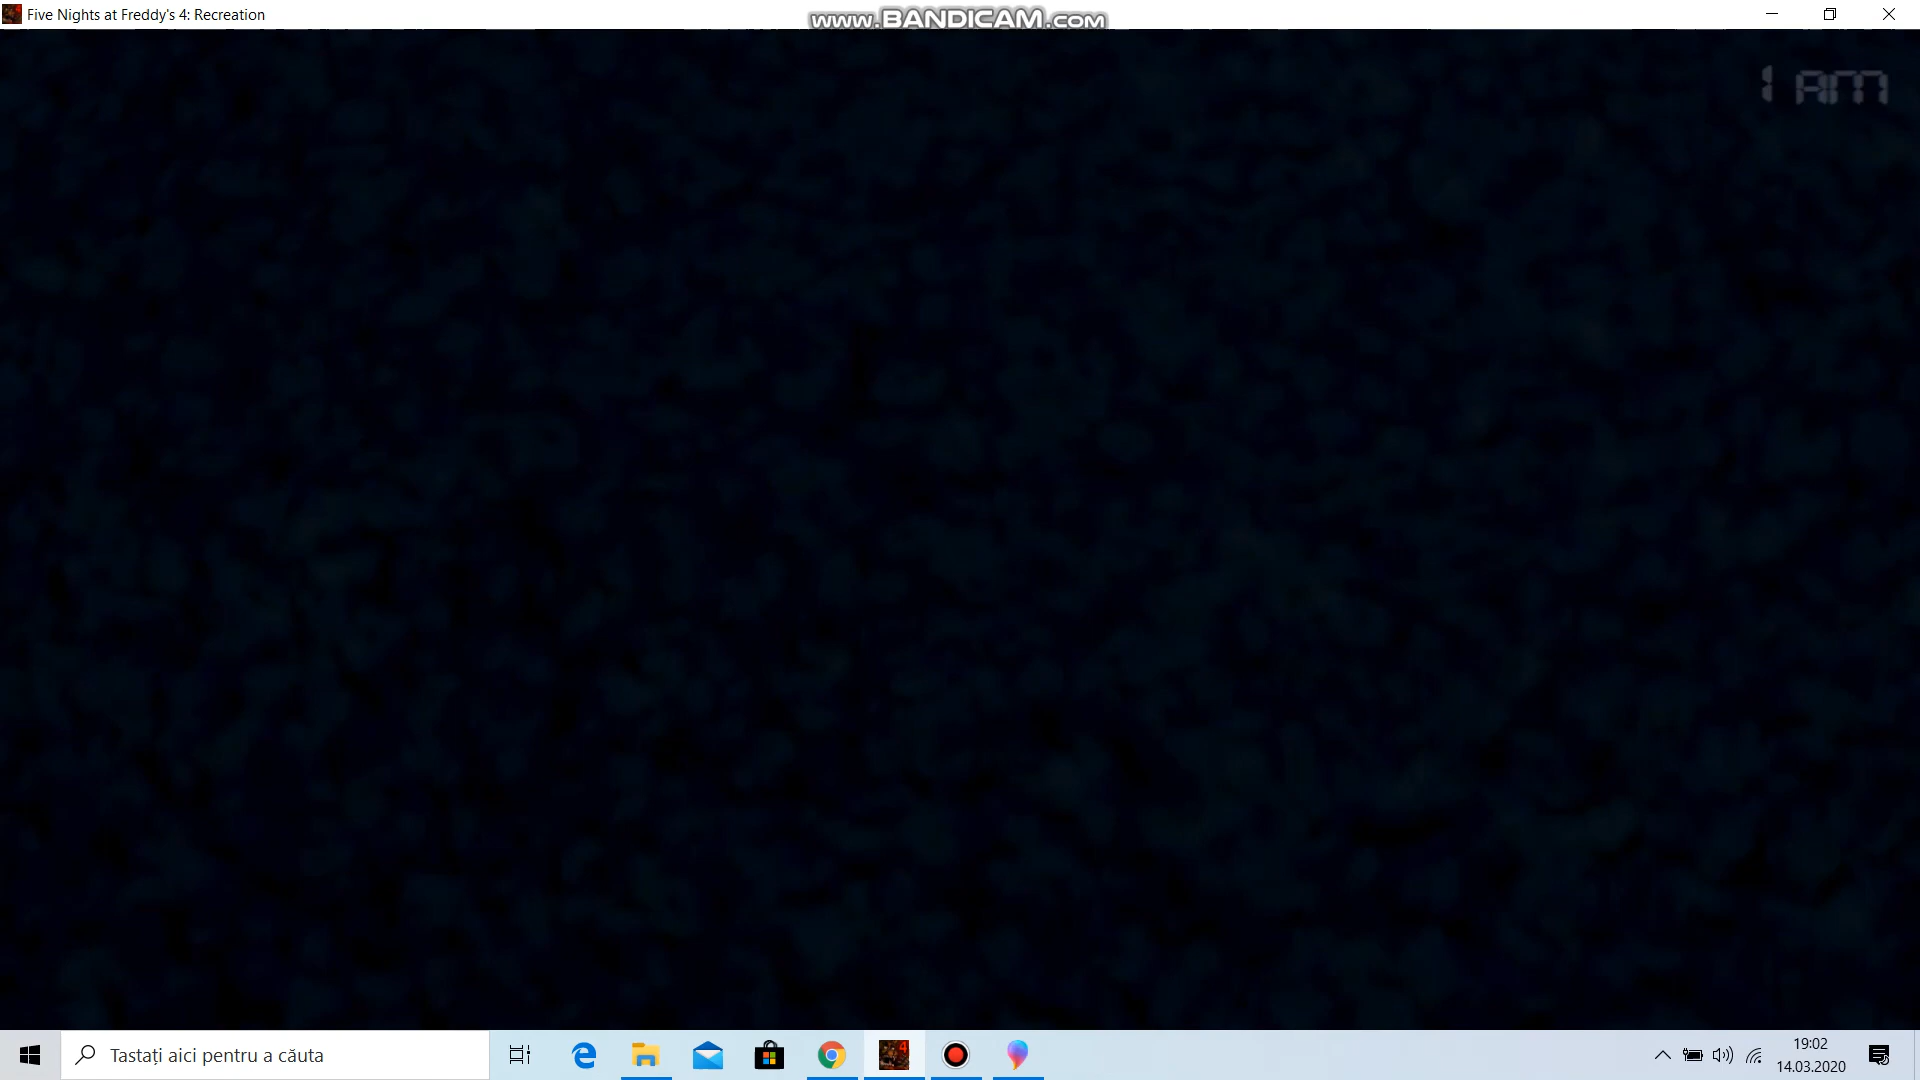 Five Nights at Freddy's 4: Recreation
www.BANDICAM.com
1 AM
4
Tastați aici pentru a căuta
19:02
14.03.2020